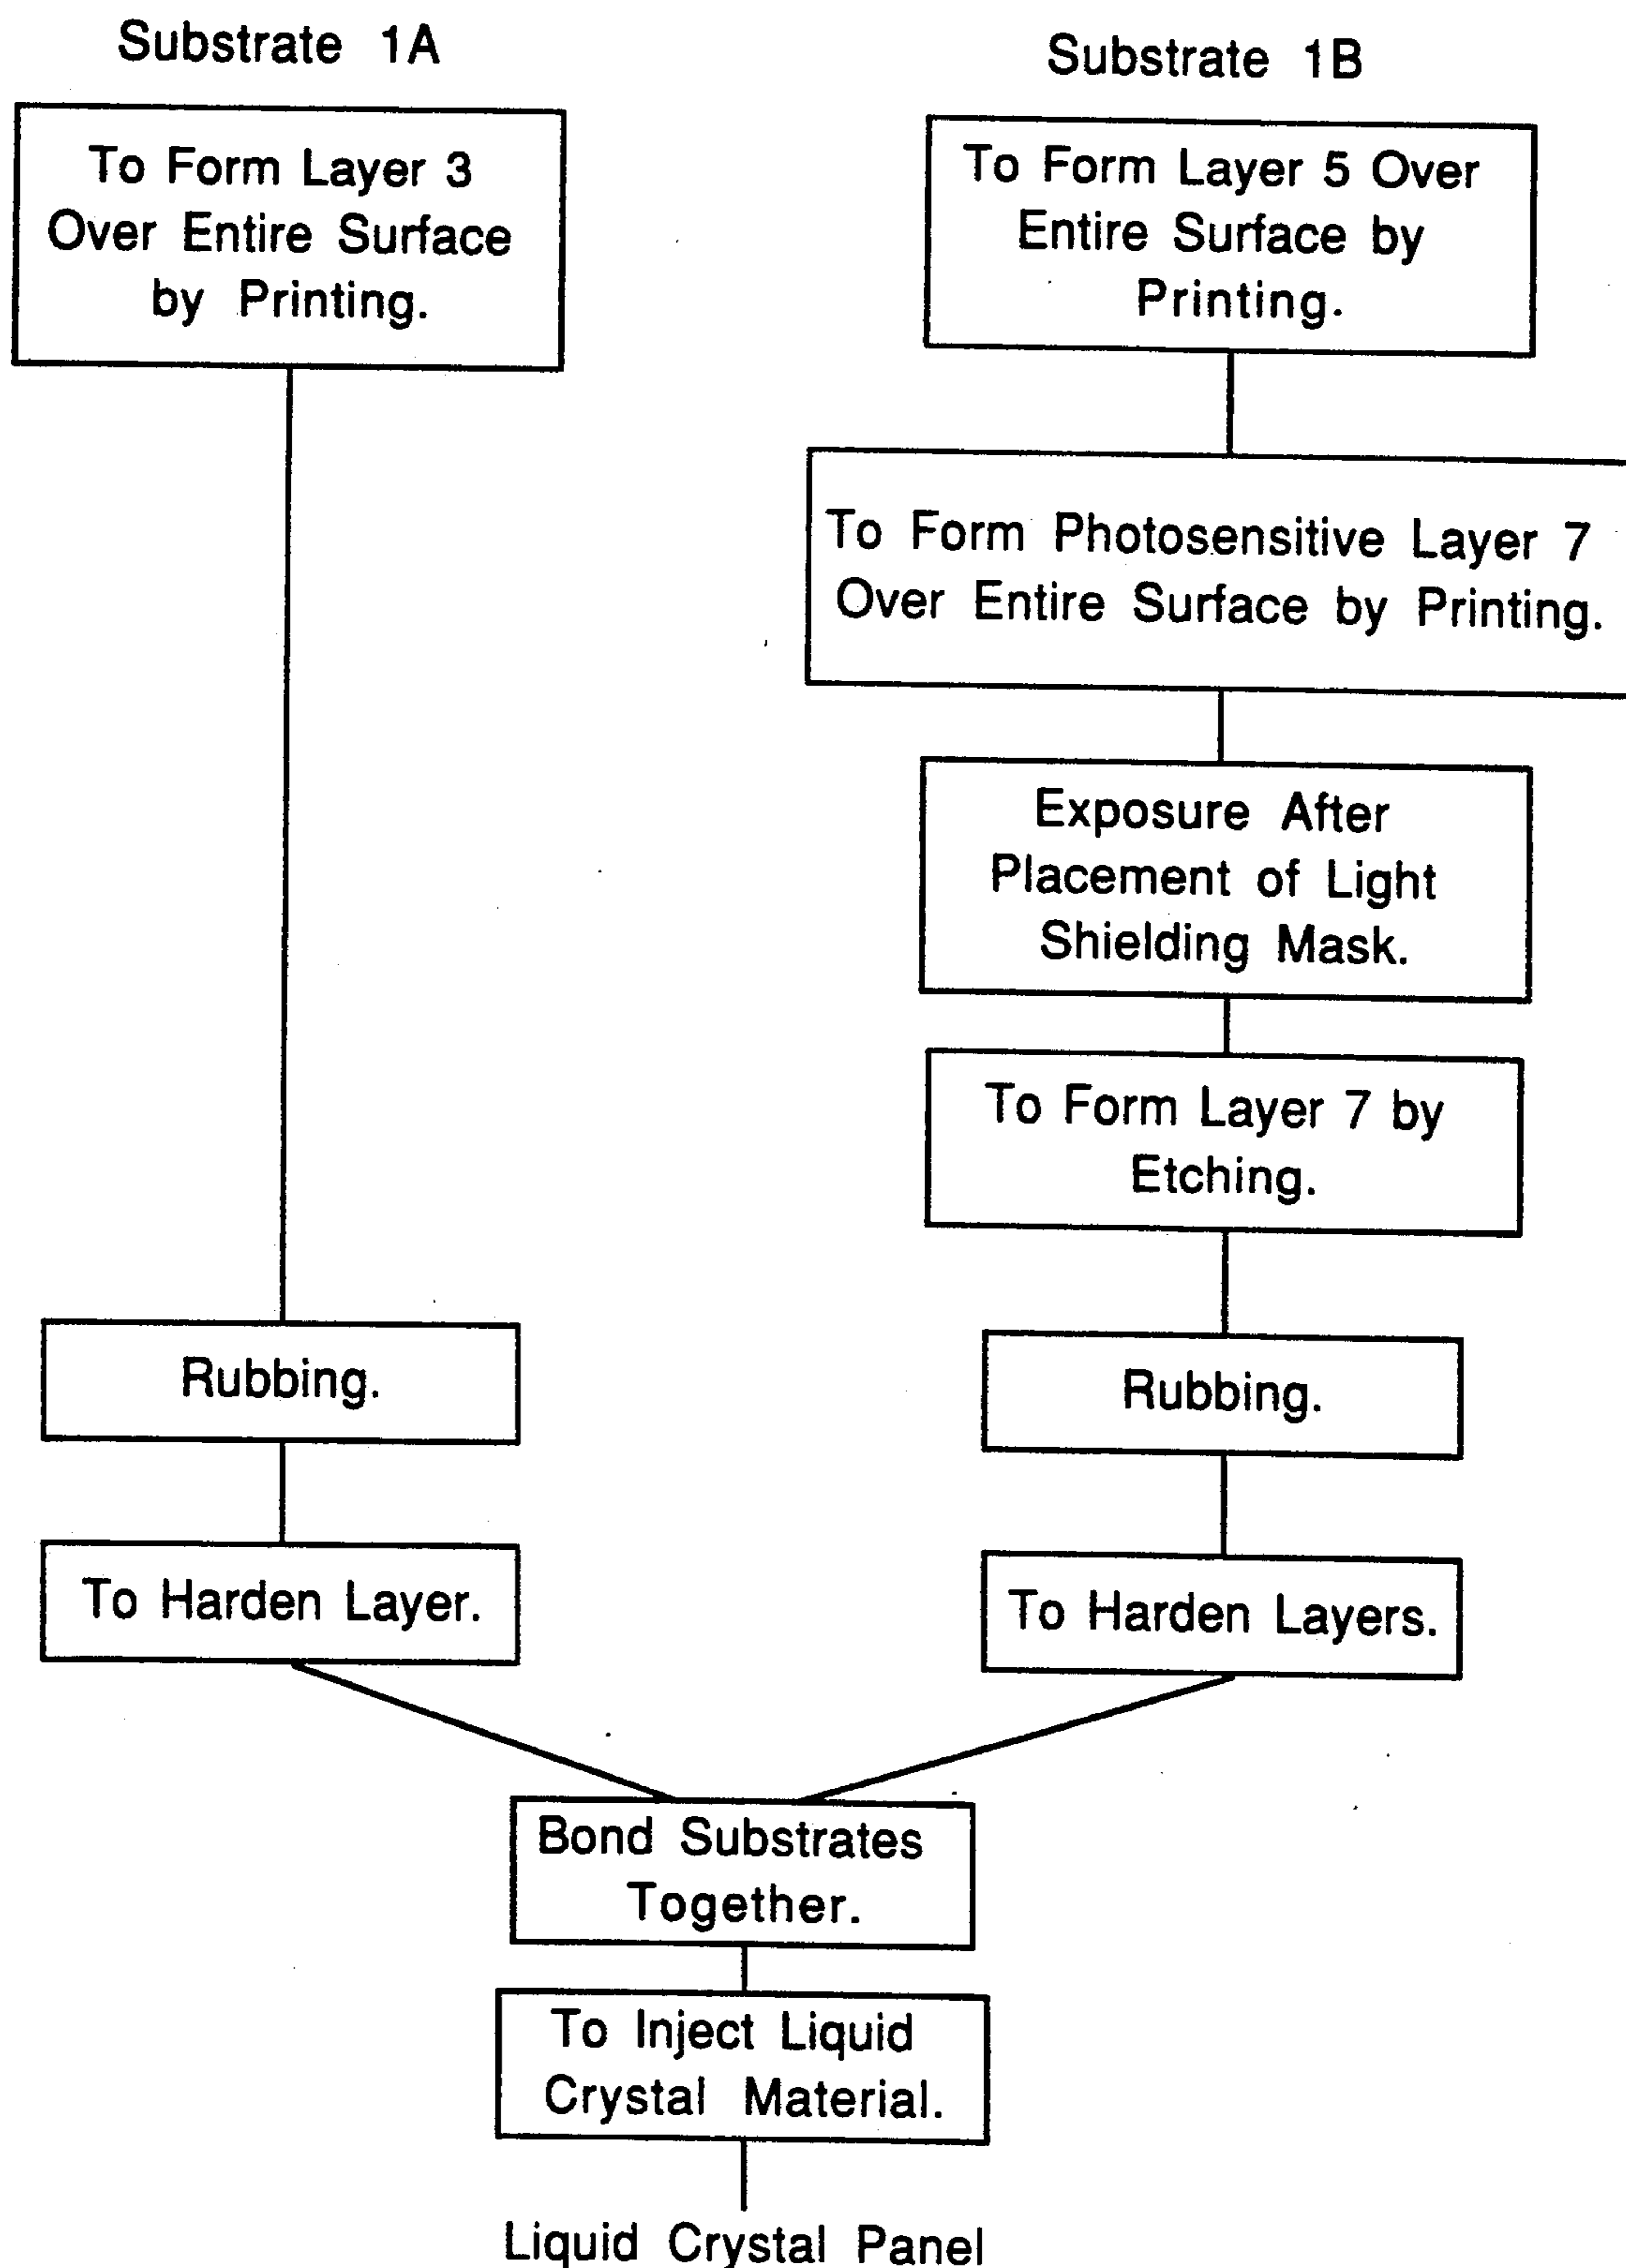 Substrate 1A
To Form Layer 3
Over Entire Surface
by Printing.
Rubbing.
To Harden Layer.
Substrate 1B
To Form Layer 5 Over
Entire Surface by
Printing.
To Form Photosensitive Layer 7
Over Entire Surface by Printing.
Exposure After
Placement of Light
Shielding Mask.
To Form Layer 7 by
Etching.
Rubbing.
To Harden Layers.
Bond Substrates
Together.
To Inject Liquid
Crystal Material.
Liquid Crystal Panel